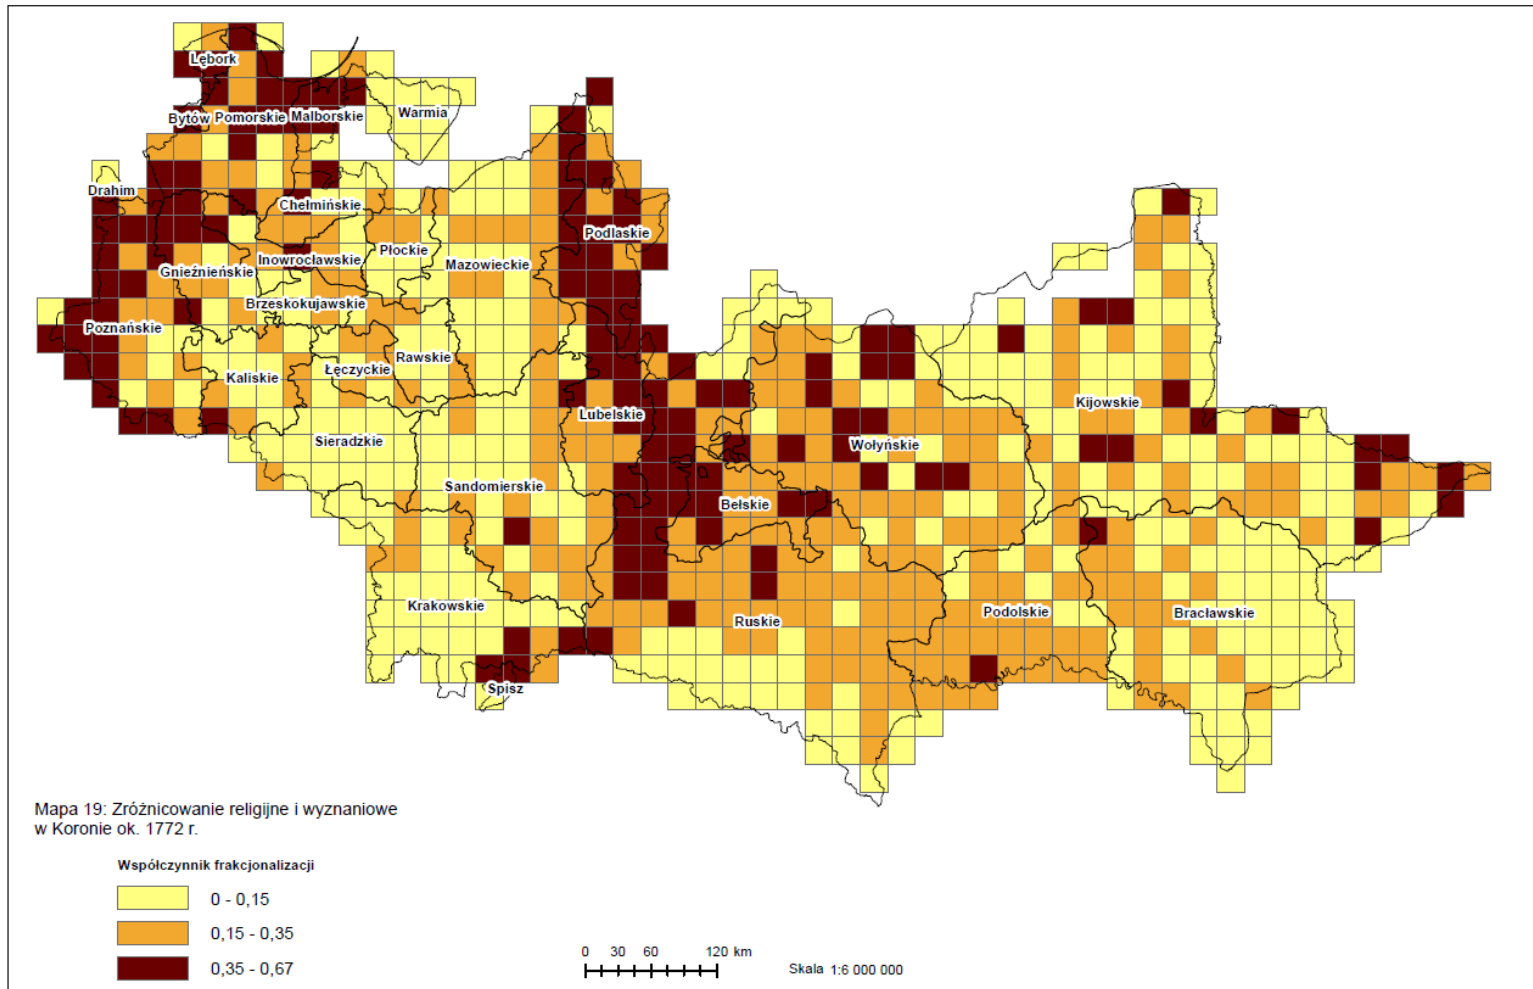 Lębork
Bytów
Pomorskie
Malborskie
Warmia
Drahim
Chełmińskie
Podlaskie
Płockie
Inowrocławskie
Gnieźnieńskie
Mazowieckie
Brzeskokujawskie
Poznańskie
Rawskie
Łęczyckie
Kaliskie
Kijowskie
Lubelskie
Sieradzkie
Wołyńskie
Sandomierskie
Bełskie
Krakowskie
Ruskie
Podolskie
Bracławskie
Spisz
Mapa 19: Zróżnicowanie religijne i wyznaniowe
w Koronie ok. 1772 r.
Współczynnik frakcjonalizacji
0 - 0,15
0,15 - 0,35
0,35 - 0,67
0 30 60 120 km
Skala 1:6 000 000